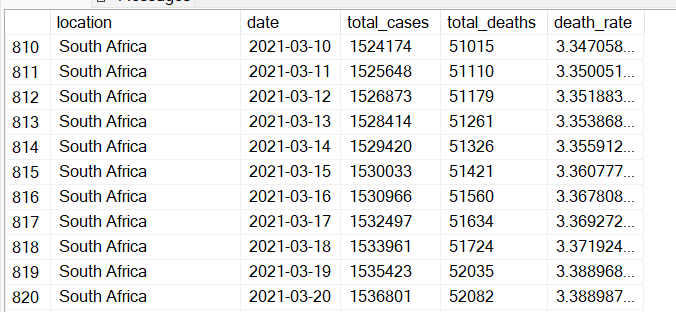 location date total_cases total_deaths death_rate
810 South Africa 2021-03-10 1524174 51015 3.347058...
811 South Africa 2021-03-11 1525648 51110 3.350051...
812 South Africa 2021-03-12 1526873 51179 3.351883...
813 South Africa 2021-03-13 1528414 51261 3.353868...
814 South Africa 2021-03-14 1529420 51326 3.355912...
815 South Africa 2021-03-15 1530033 51421 3.360777...
816 South Africa 2021-03-16 1530966 51560 3.367808...
817 South Africa 2021-03-17 1532497 51634 3.369272...
818 South Africa 2021-03-18 1533961 51724 3.371924...
819 South Africa 2021-03-19 1535423 52035 3.388968...
820 South Africa 2021-03-20 1536801 52082 3.388987...